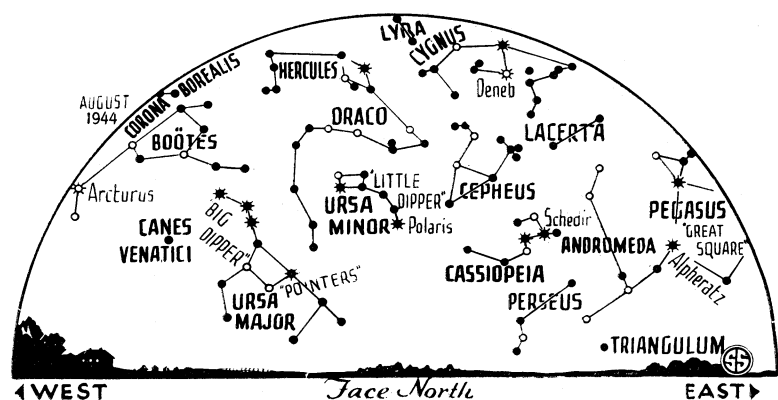 LYRA
CYGNUS
HERCULES
Deneb
CORONA BOREALIS
AUGUST
1944
DRACO
LACERTA
BOÖTES
"LITTLE
DIPPER"
Arcturus
URSA
MINOR
Polaris
CEPHEUS
PEGASUS
"GREAT
SQUARE"
"BIG
DIPPER"
CANES
VENATICI
Schedir
ANDROMEDA
Alpheratz
CASSIOPEIA
"POINTERS"
URSA
MAJOR
PERSEUS
TRIANGULUM
SS
WEST
Face North
EAST